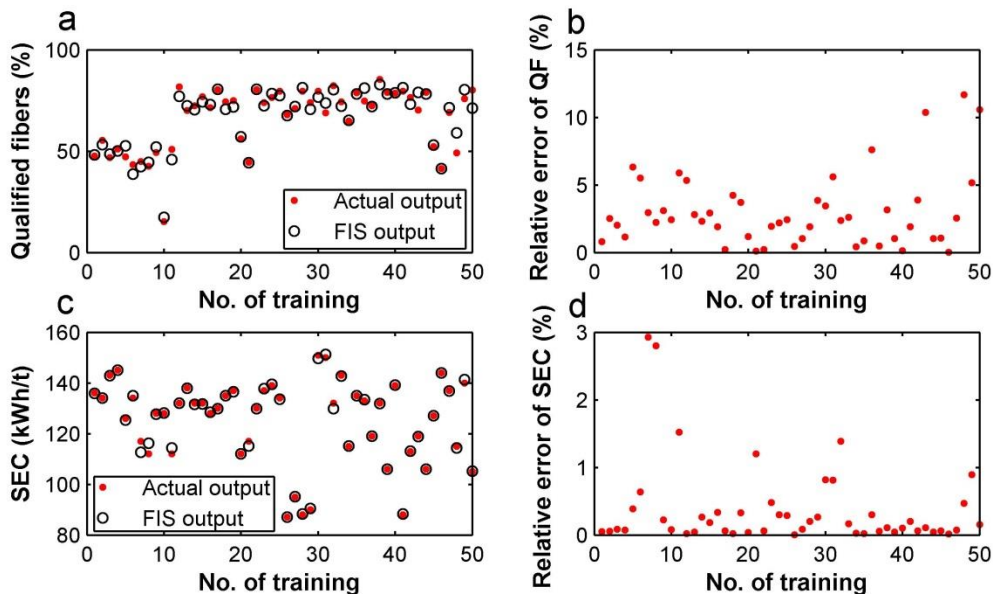 a
Qualified fibers (%)
100
50
0
0 10 20 30 40 50
No. of training
Actual output
FIS output
b
Relative error of QF (%)
15
10
5
0
0 10 20 30 40 50
No. of training
c
SEC (kWh/t)
140
120
100
80
0 10 20 30 40 50
No. of training
Actual output
FIS output
d
Relative error of SEC (%)
3
2
1
0
0 10 20 30 40 50
No. of training